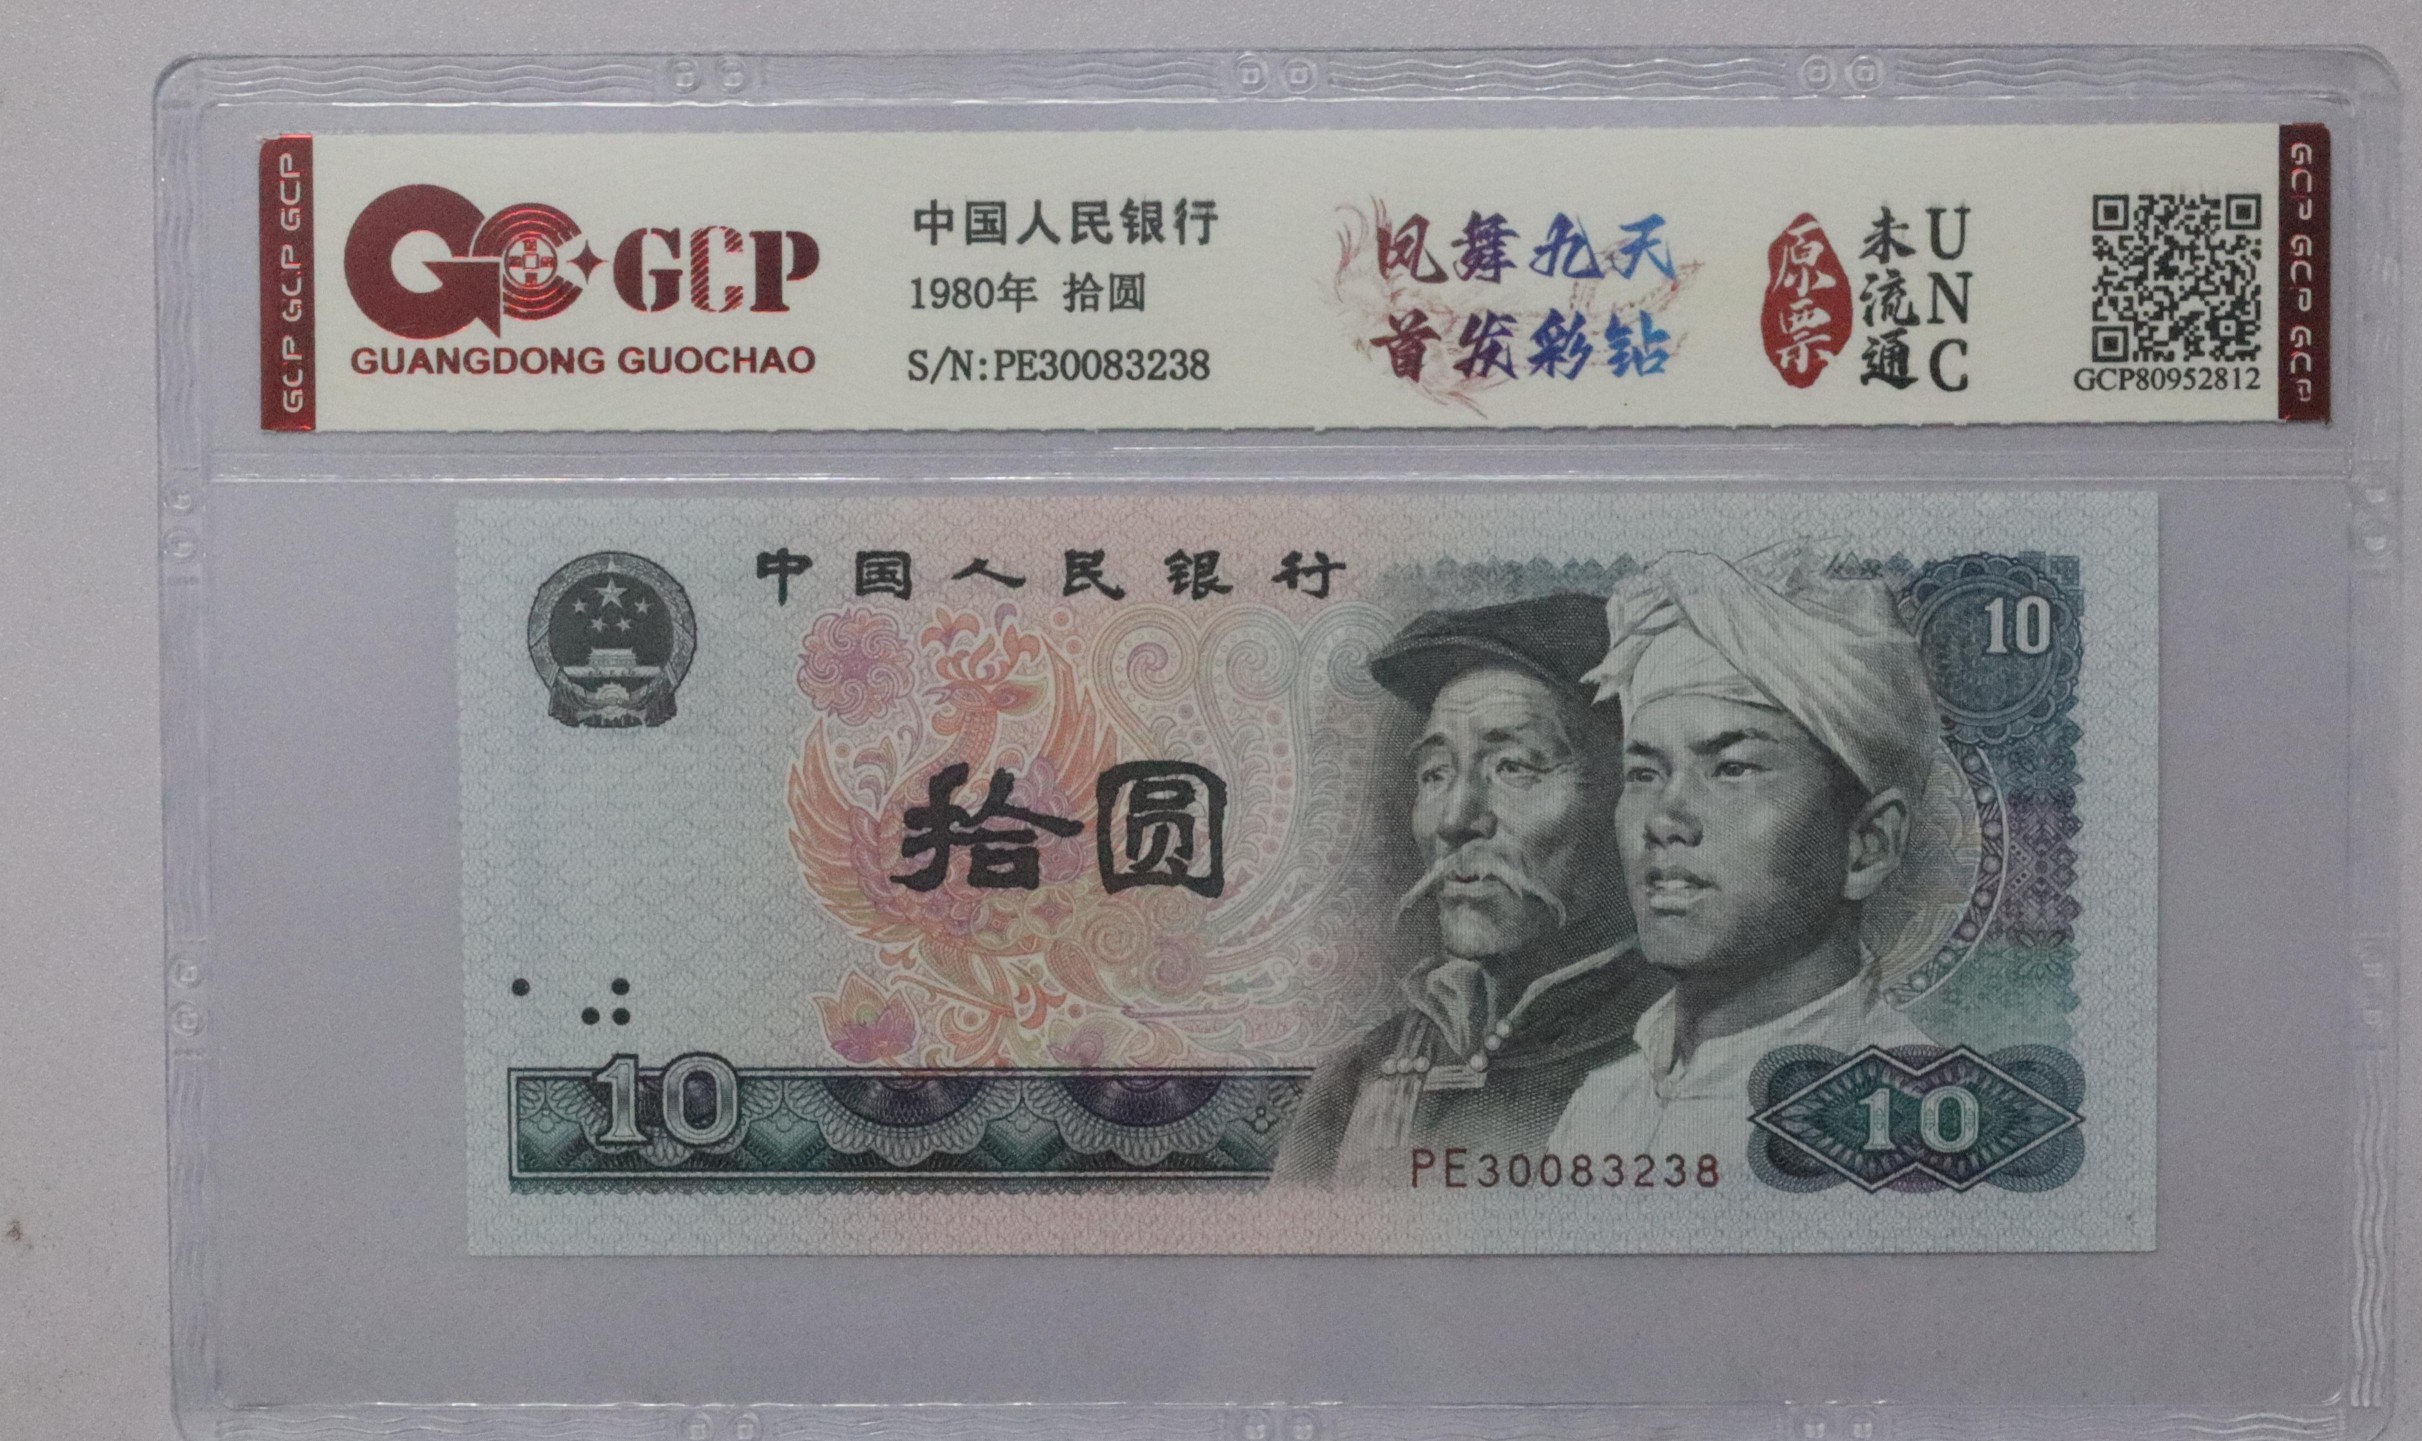 GCP GCP GCP
GCP
GUANGDONG GUOCHAO
中国人民银行
1980年 拾圆
S/N:PE30083238
凤舞九天
首发彩钻
原票
未流通
UNC
GCP80952812
GCP GCP GCP
中国人民银行
10
拾圆
10
10
PE30083238